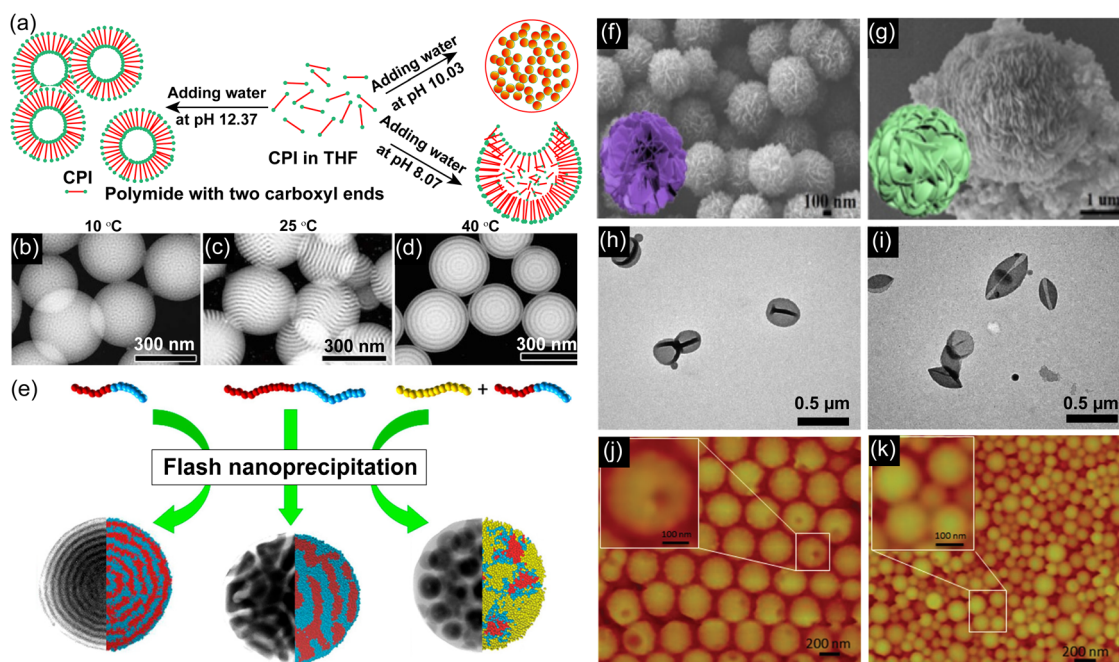 (a)
Adding water
at pH 12.37
CPI in THF
Adding water
at pH 10.03
Adding water
at pH 8.07
CPI
Polymide with two carboxyl ends
10 °C
25 °C
40 °C
(b)
300 nm
(c)
300 nm
(d)
300 nm
(e)
+
Flash nanoprecipitation
(f)
100 nm
(g)
1 um
(h)
0.5 µm
(i)
0.5 µm
(j)
100 nm
200 nm
(k)
100 nm
200 nm